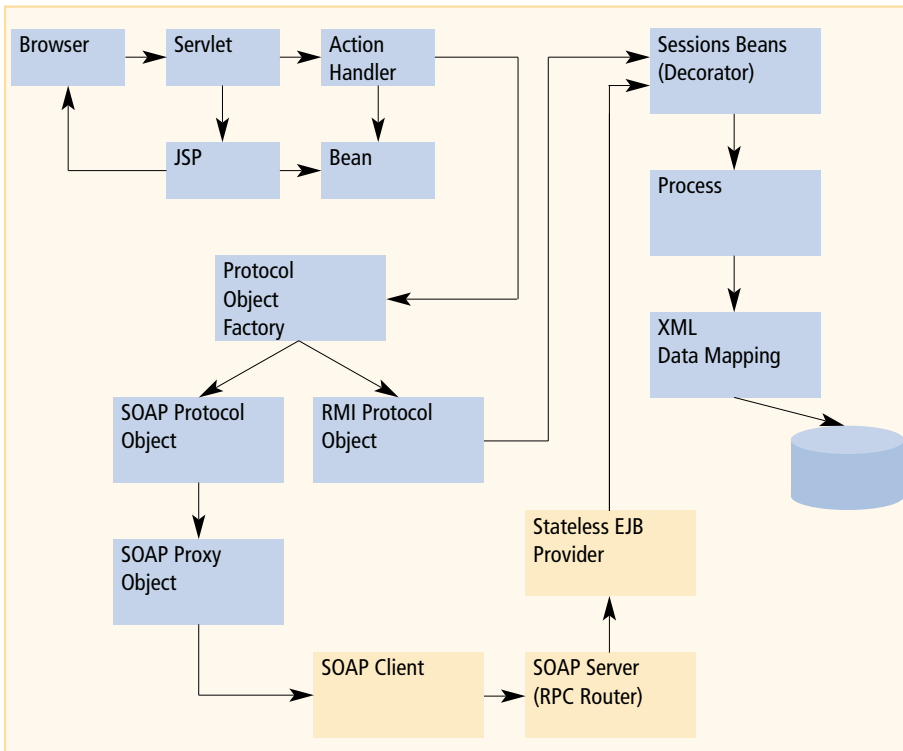 Browser
Servlet
Action
Handler
Sessions Beans
(Decorator)
JSP
Bean
Process
Protocol
Object
Factory
XML
Data Mapping
SOAP Protocol
Object
RMI Protocol
Object
Stateless EJB
Provider
SOAP Proxy
Object
SOAP Client
SOAP Server
(RPC Router)